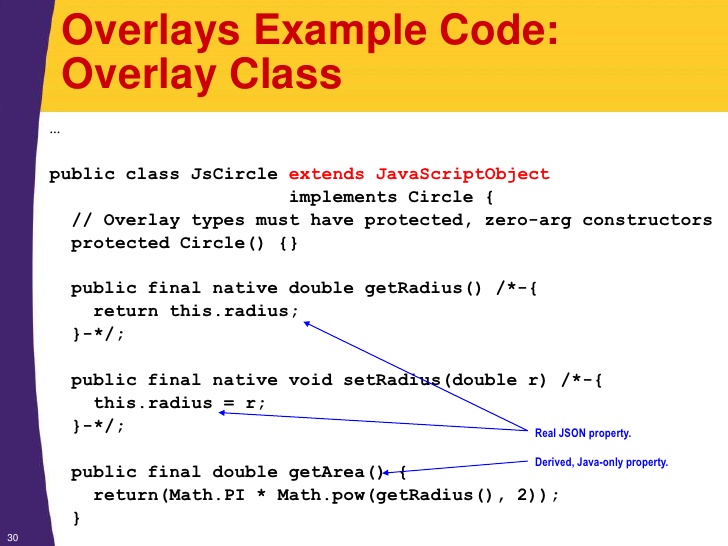 Overlays Example Code:
Overlay Class
...
public class JsCircle extends JavaScriptObject
implements Circle {
// Overlay types must have protected, zero-arg constructors
protected Circle() {}
public final native double getRadius() /*-{
return this.radius;
}-*/;
public final native void setRadius(double r) /*-{
this.radius = r;
}-*/;
Real JSON property.
Derived, Java-only property.
public final double getArea() {
return(Math.PI * Math.pow(getRadius(), 2));
}
30